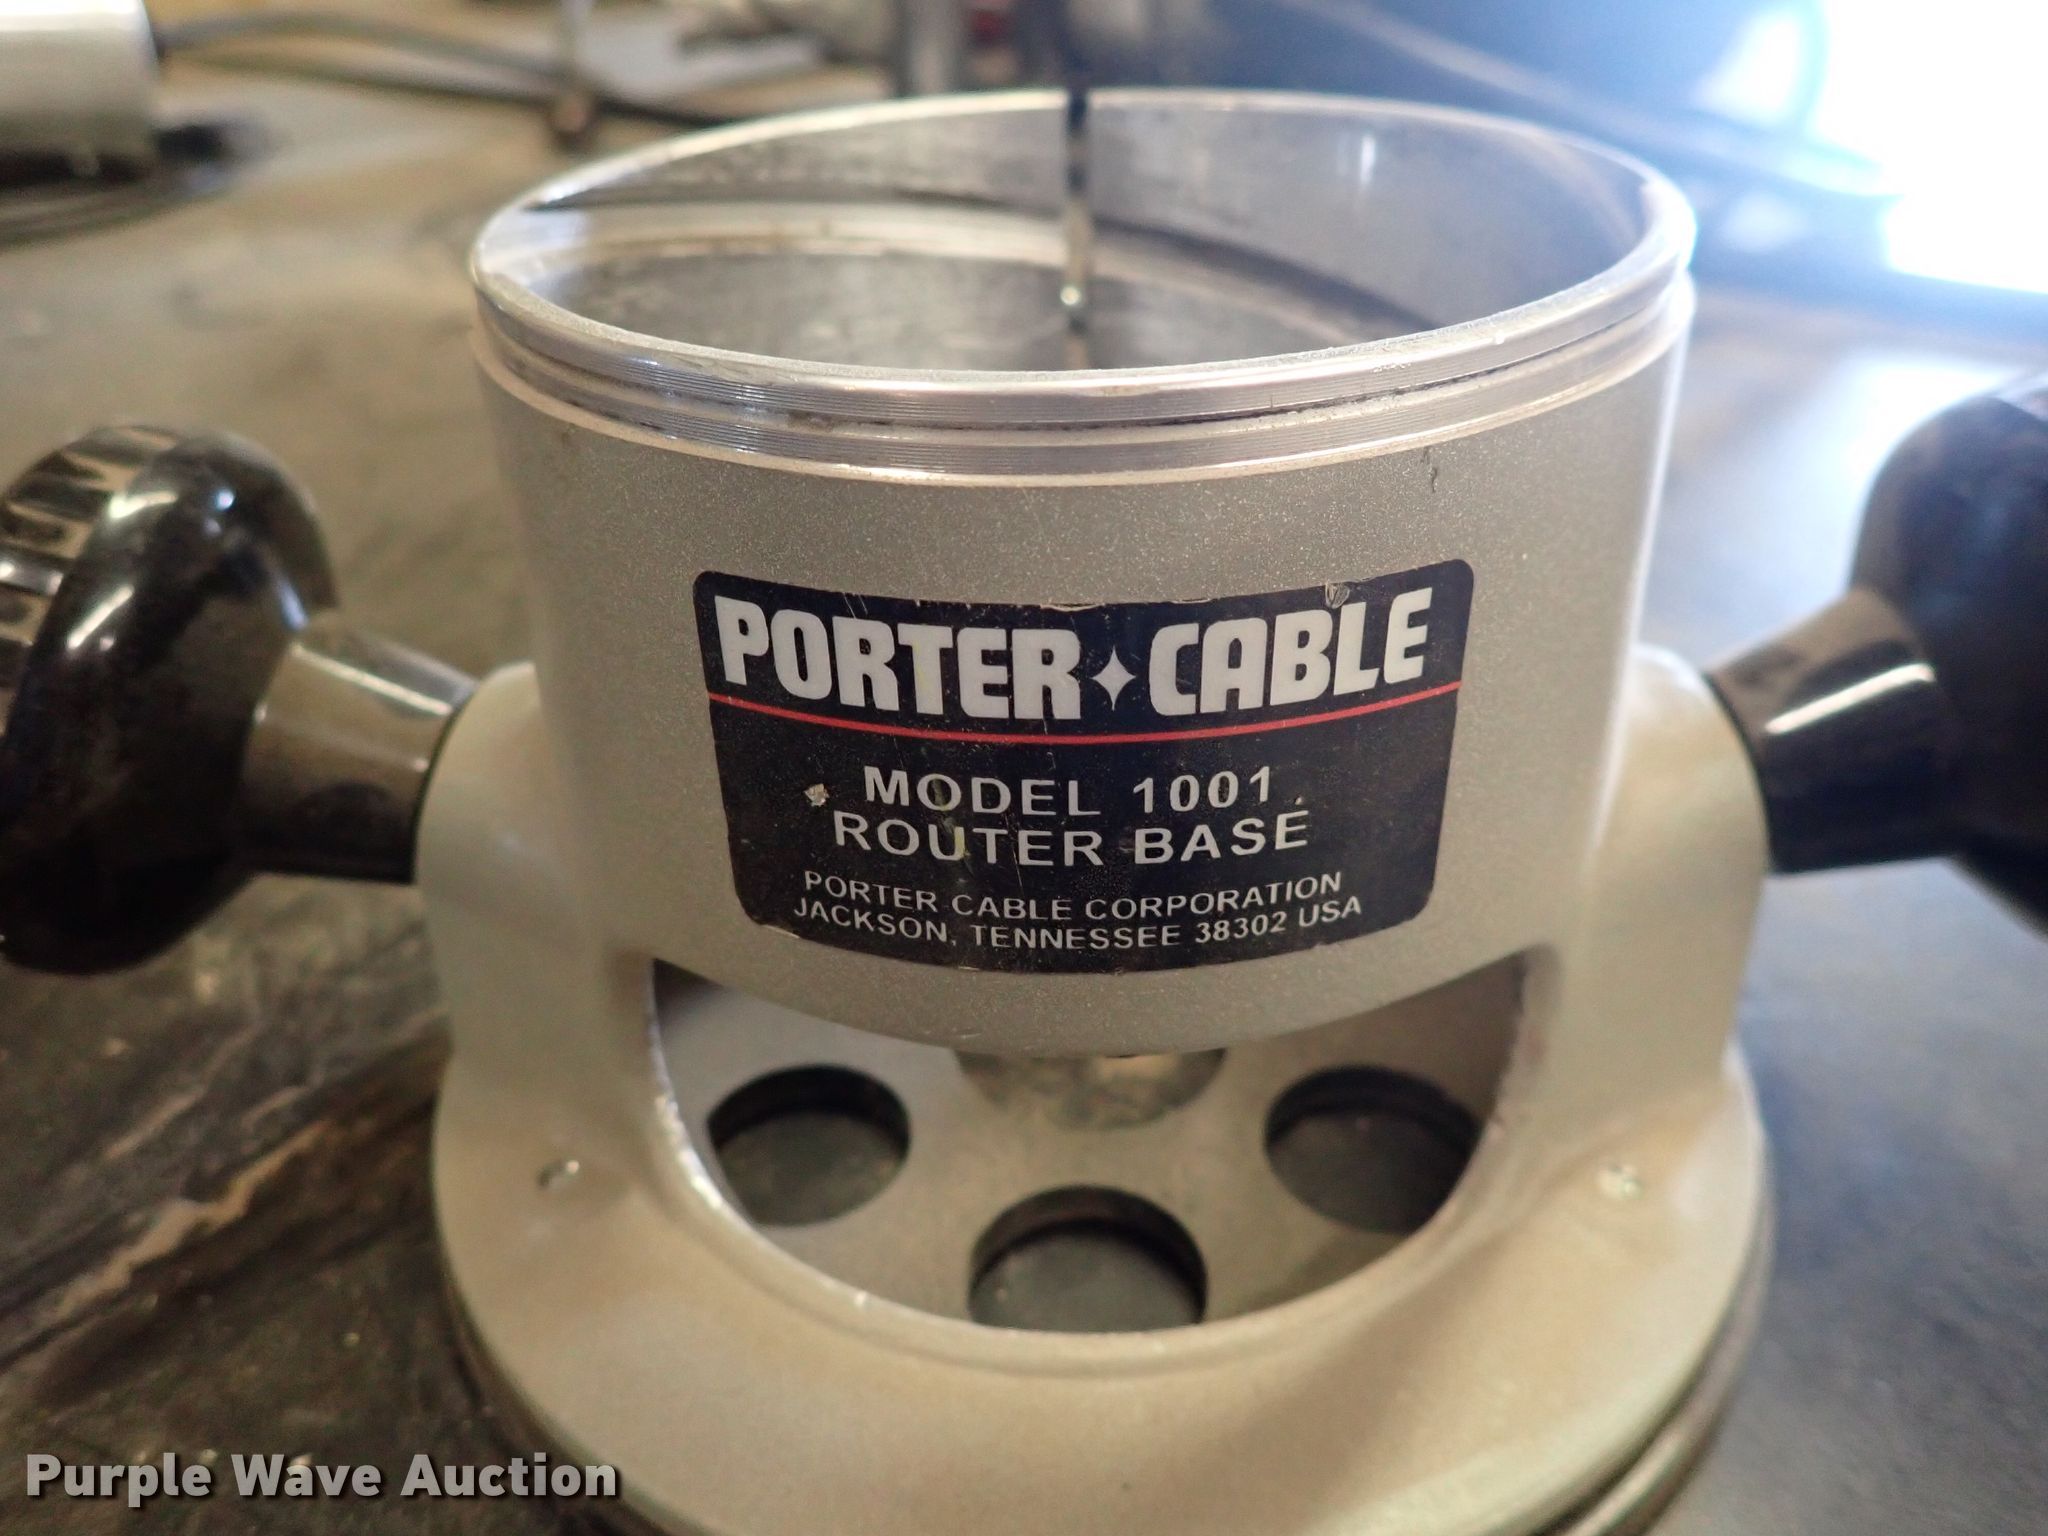 PORTER CABLE
MODEL 1001
ROUTER BASE
PORTER CABLE CORPORATION
JACKSON, TENNESSEE 38302 USA
Purple Wave Auction